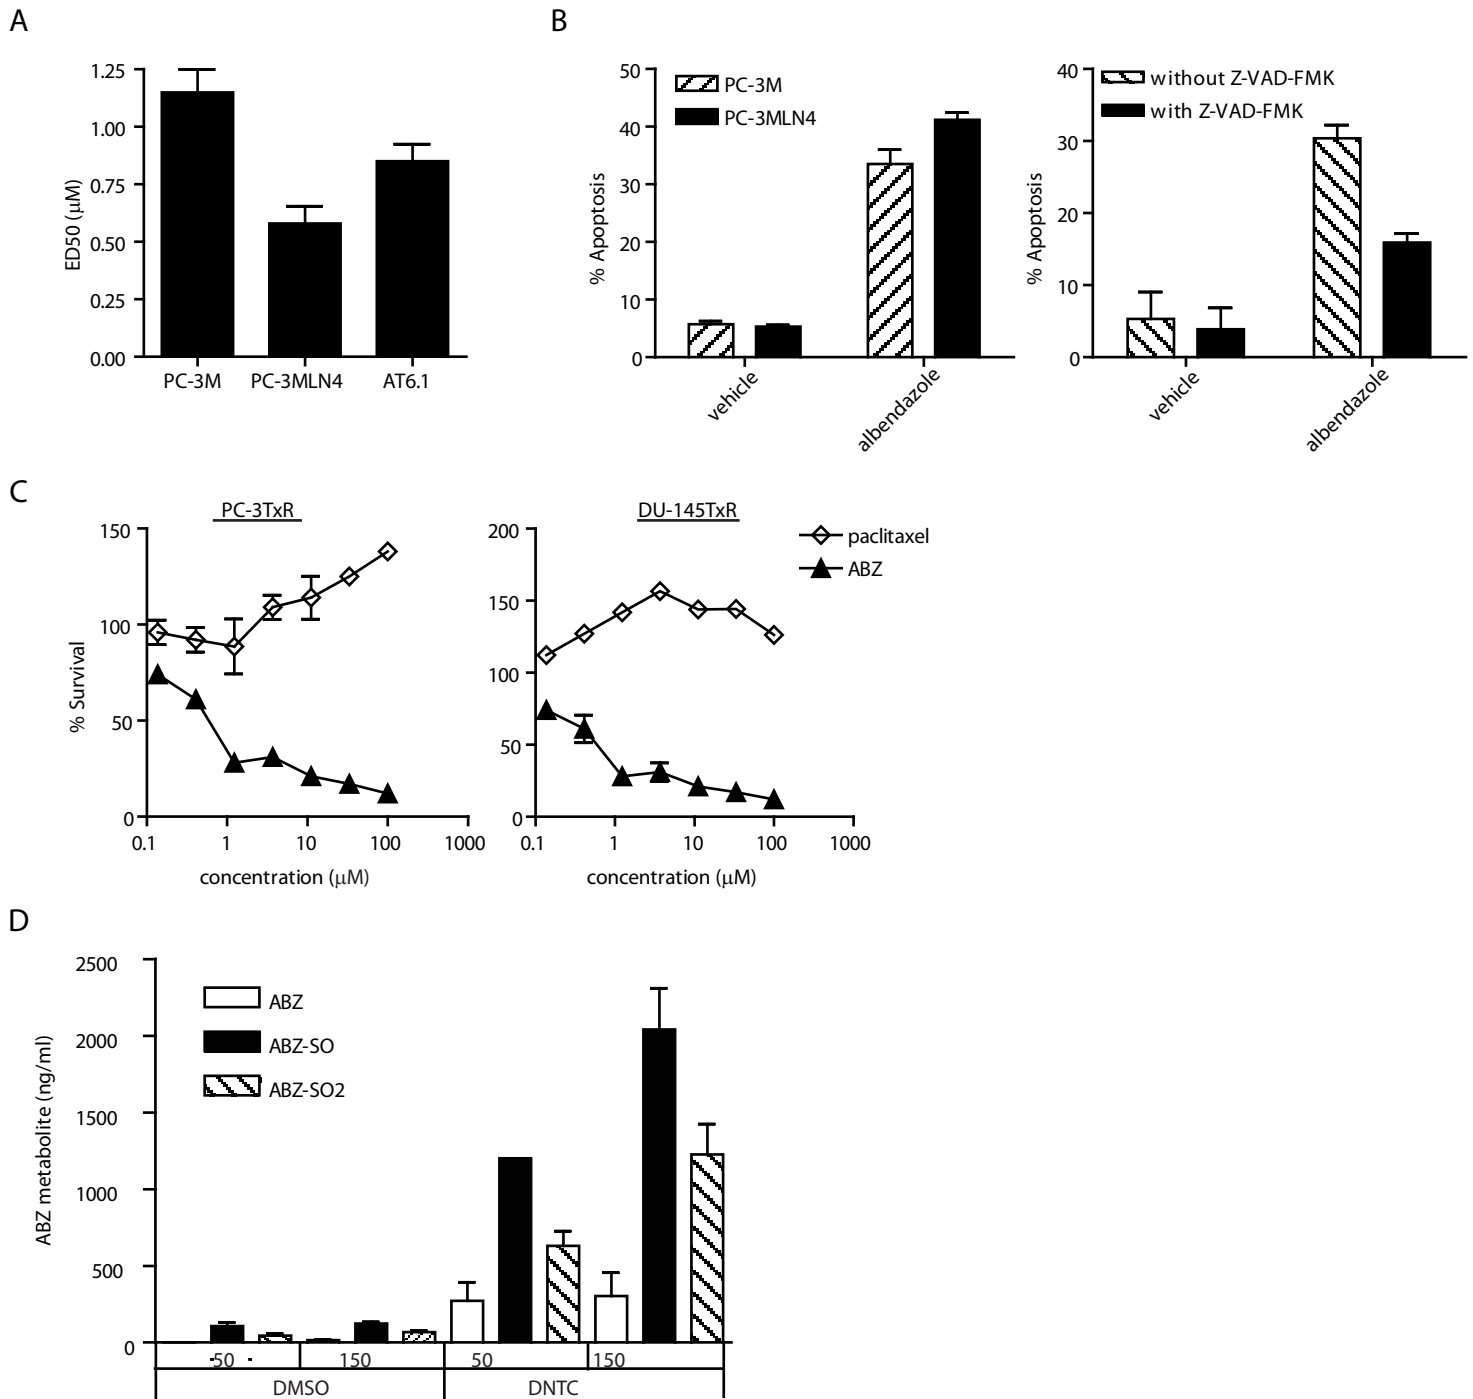 A
B
1.25
1.00
0.75
0.50
0.25
0.00
ED50 (μM)
PC-3M
PC-3MLN4
AT6.1
50
40
30
20
10
0
% Apoptosis
PC-3M
PC-3MLN4
vehicle
albendazole
40
30
20
10
0
% Apoptosis
without Z-VAD-FMK
with Z-VAD-FMK
vehicle
albendazole
C
PC-3TxR
150
100
50
0
% Survival
0.1
1
10
100
1000
concentration (μM)
DU-145TxR
200
150
100
50
0
0.1
1
10
100
1000
concentration (μM)
paclitaxel
ABZ
D
2500
2000
1500
1000
500
0
ABZ metabolite (ng/ml)
ABZ
ABZ-SO
ABZ-SO2
50
150
50
150
DMSO
DNTC